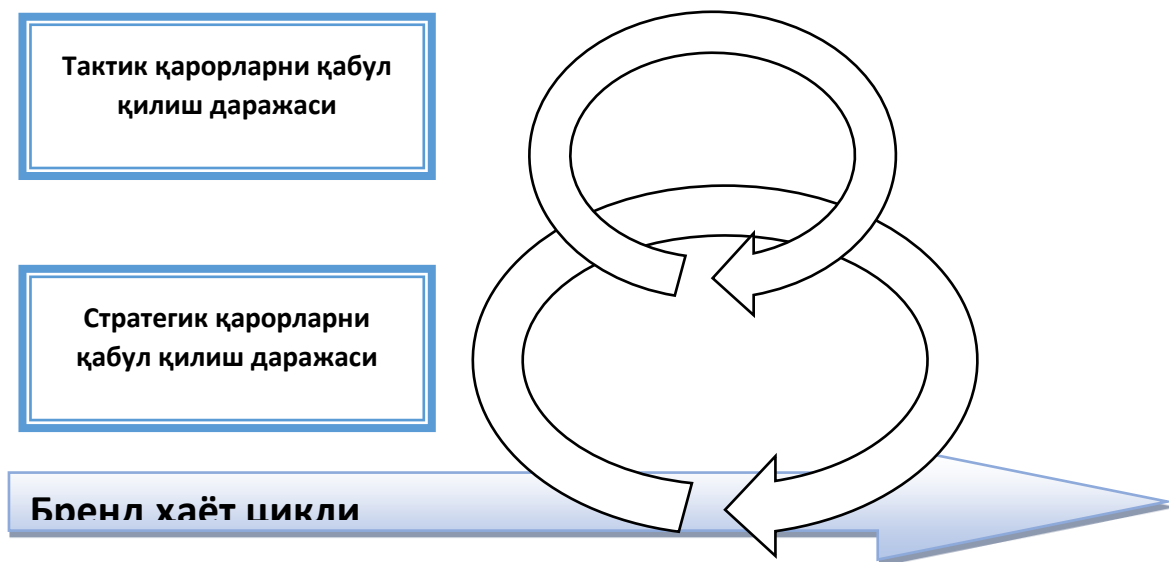 Тактик қарорларни қабул
қилиш даражаси
Стратегик қарорларни
қабул қилиш даражаси
Бренд хаёт цикли